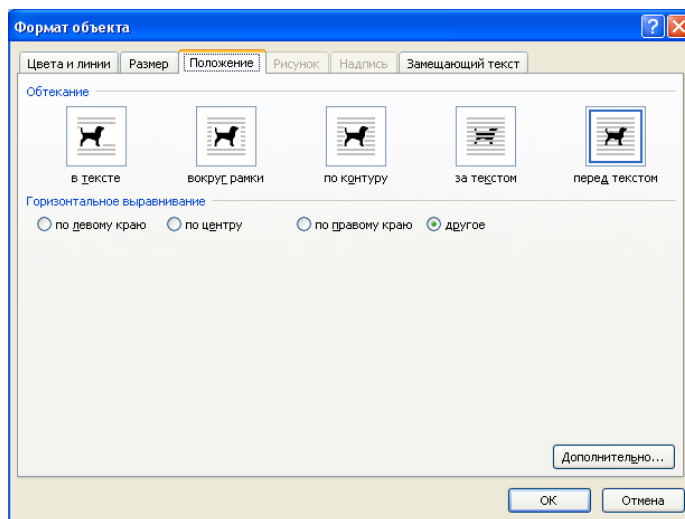 Формат объекта
Цвета и линии Размер Положение Рисунок Надпись Замещающий текст
Обтекание
в тексте вокруг рамки по контуру за текстом перед текстом
Горизонтальное выравнивание
по левому краю по центру по правому краю другое
Дополнительно...
ОК Отмена